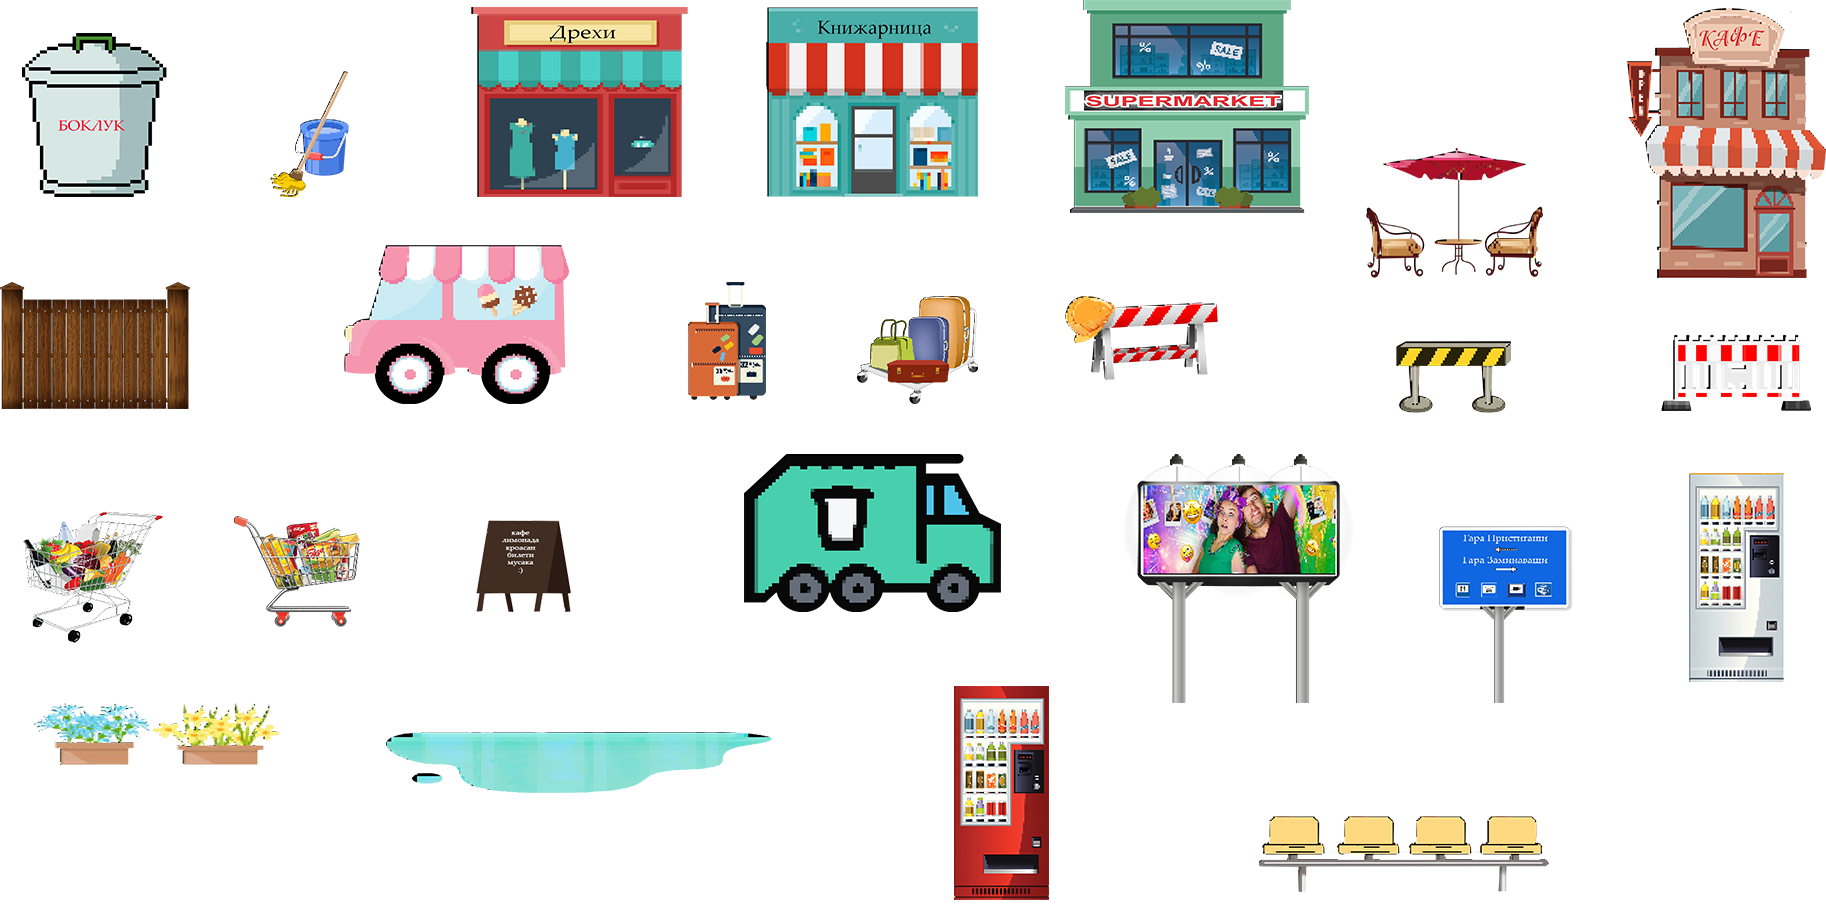 БОКЛУК
Дрехи
Книжарница
SALE
SUPERMARKET
SALE
КАФЕ
кафе
лимонада
кроасан
билети
мусака
:)
Гара Пристигащи
Гара Заминаващи